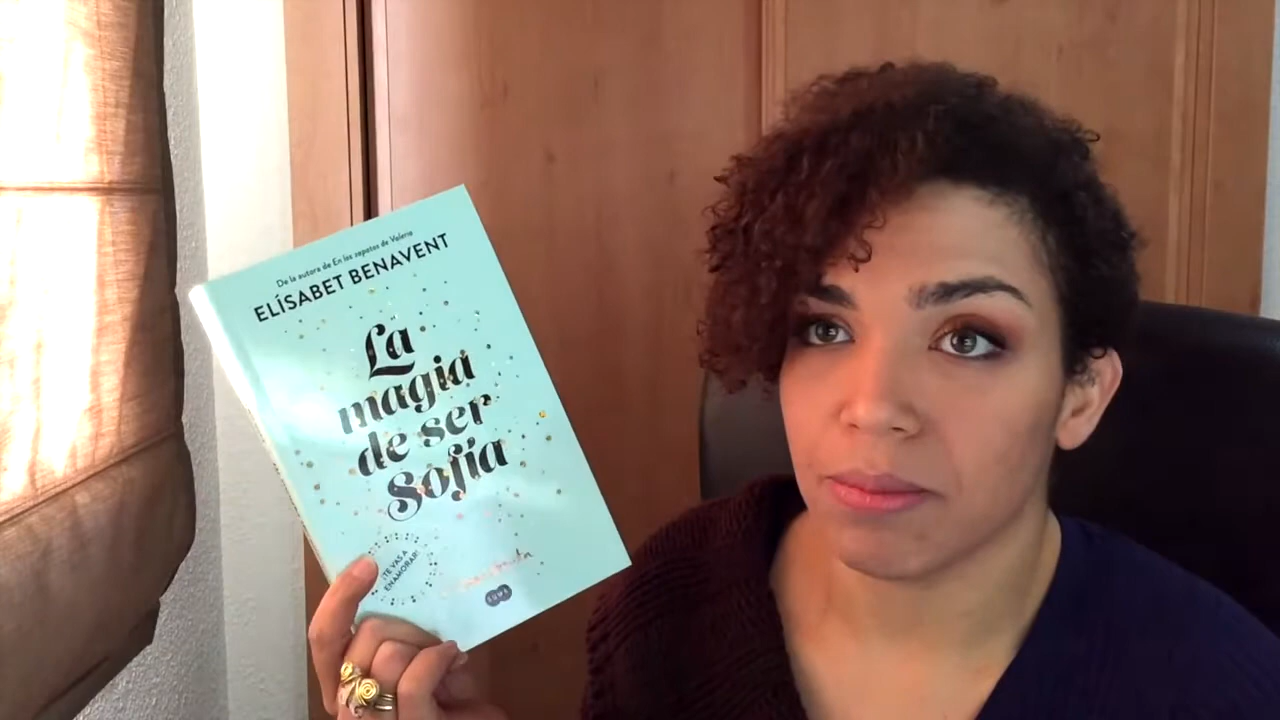 De la autora de En los zapatos de Valeria
ELÍSABET BENAVENT
La
magia
de ser
Sofía
¡TE VAS A
ENAMORAR!
SUMA